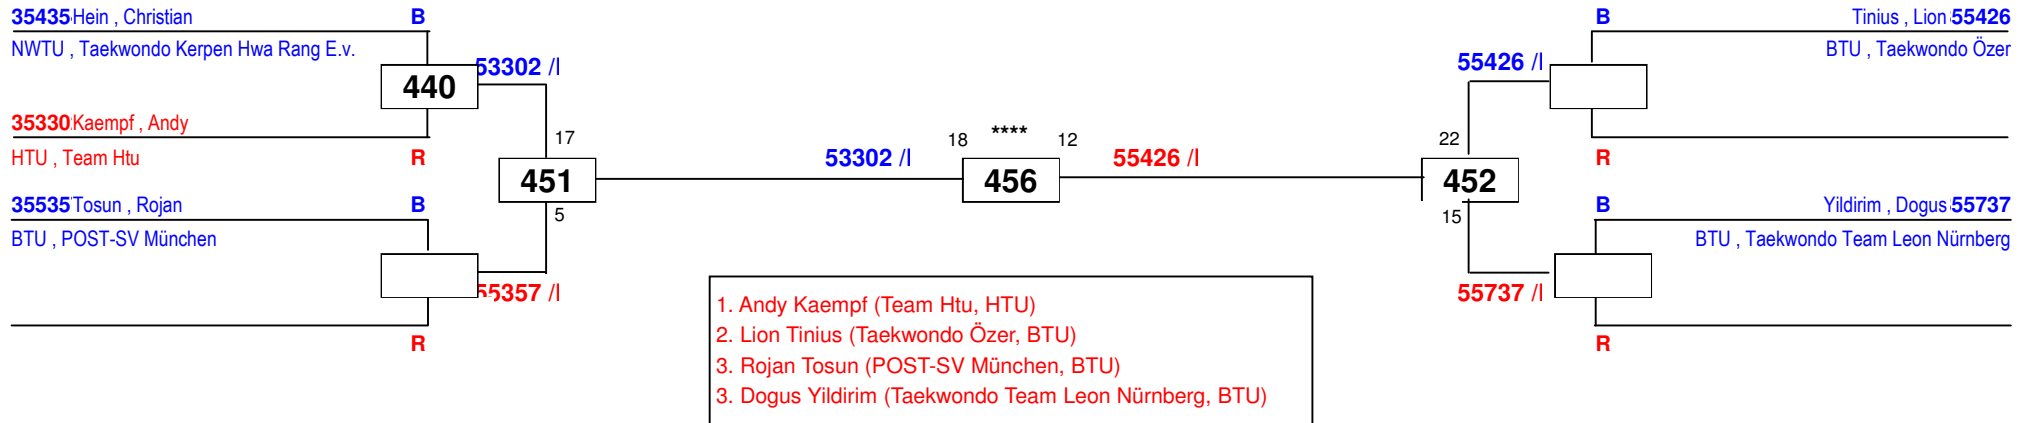 35435 Hein , Christian B
NWTU , Taekwondo Kerpen Hwa Rang E.v.
53302 /I
440
35330 Kaempf , Andy
HTU , Team Htu R
17
451
5
35535 Tosun , Rojan B
BTU , POST-SV München
55357 /I
R
53302 /I
18 **** 12
456
55426 /I
B Tinius , Lion 55426
BTU , Taekwondo Özer
55426 /I
R
22
452
15
B Yildirim , Dogus 55737
BTU , Taekwondo Team Leon Nürnberg
55737 /I
R
1. Andy Kaempf (Team Htu, HTU)
2. Lion Tinius (Taekwondo Özer, BTU)
3. Rojan Tosun (POST-SV München, BTU)
3. Dogus Yildirim (Taekwondo Team Leon Nürnberg, BTU)